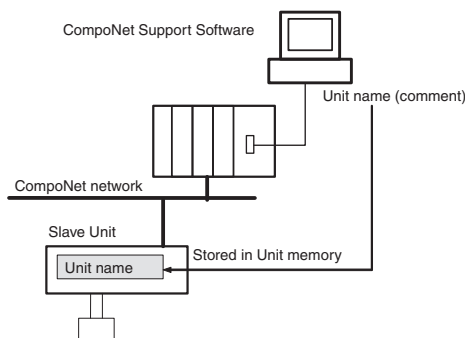 CompoNet Support Software
Unit name (comment)
CompoNet network
Slave Unit
Stored in Unit memory
Unit name